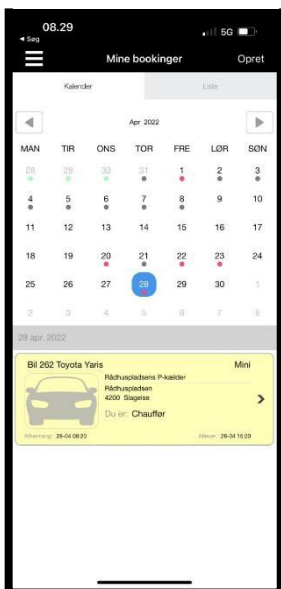 08.29
5G
◂ Søg
Mine bookinger
Opret
Kalender
Liste
Apr 2022
MAN TIR ONS TOR FRE LØR SØN
28 29 30 31 1 2 3
4 5 6 7 8 9 10
11 12 13 14 15 16 17
18 19 20 21 22 23 24
25 26 27 28 29 30 1
2 3 4 5 6 7 8
28 apr. 2022
Bil 262 Toyota Yaris Mini
Rådhuspladsens P-kælder
Rådhuspladsen
4200 Slagelse
Du er: Chauffør
Afhentning: 28-04 08:20 Aflever: 28-04 15:20